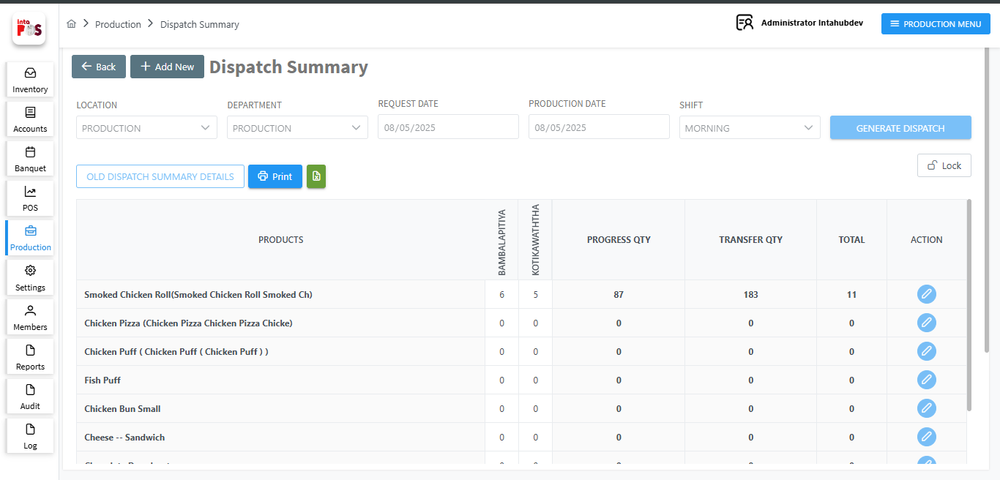 Inta
POS
Production
Dispatch Summary
Administrator Intahubdev
PRODUCTION MENU
Inventory
Accounts
Banquet
POS
Production
Settings
Members
Reports
Audit
Log
Back
Add New
Dispatch Summary
LOCATION
DEPARTMENT
REQUEST DATE
PRODUCTION DATE
SHIFT
PRODUCTION
PRODUCTION
08/05/2025
08/05/2025
MORNING
GENERATE DISPATCH
OLD DISPATCH SUMMARY DETAILS
Print
Lock
PRODUCTS BAMBALAPITIYA KOTIKAWATHTHA PROGRESS QTY TRANSFER QTY TOTAL ACTION
Smoked Chicken Roll(Smoked Chicken Roll Smoked Ch) 6 5 87 183 11
Chicken Pizza (Chicken Pizza Chicken Pizza Chicke) 0 0 0 0 0
Chicken Puff ( Chicken Puff ( Chicken Puff ) ) 0 0 0 0 0
Fish Puff 0 0 0 0 0
Chicken Bun Small 0 0 0 0 0
Cheese -- Sandwich 0 0 0 0 0